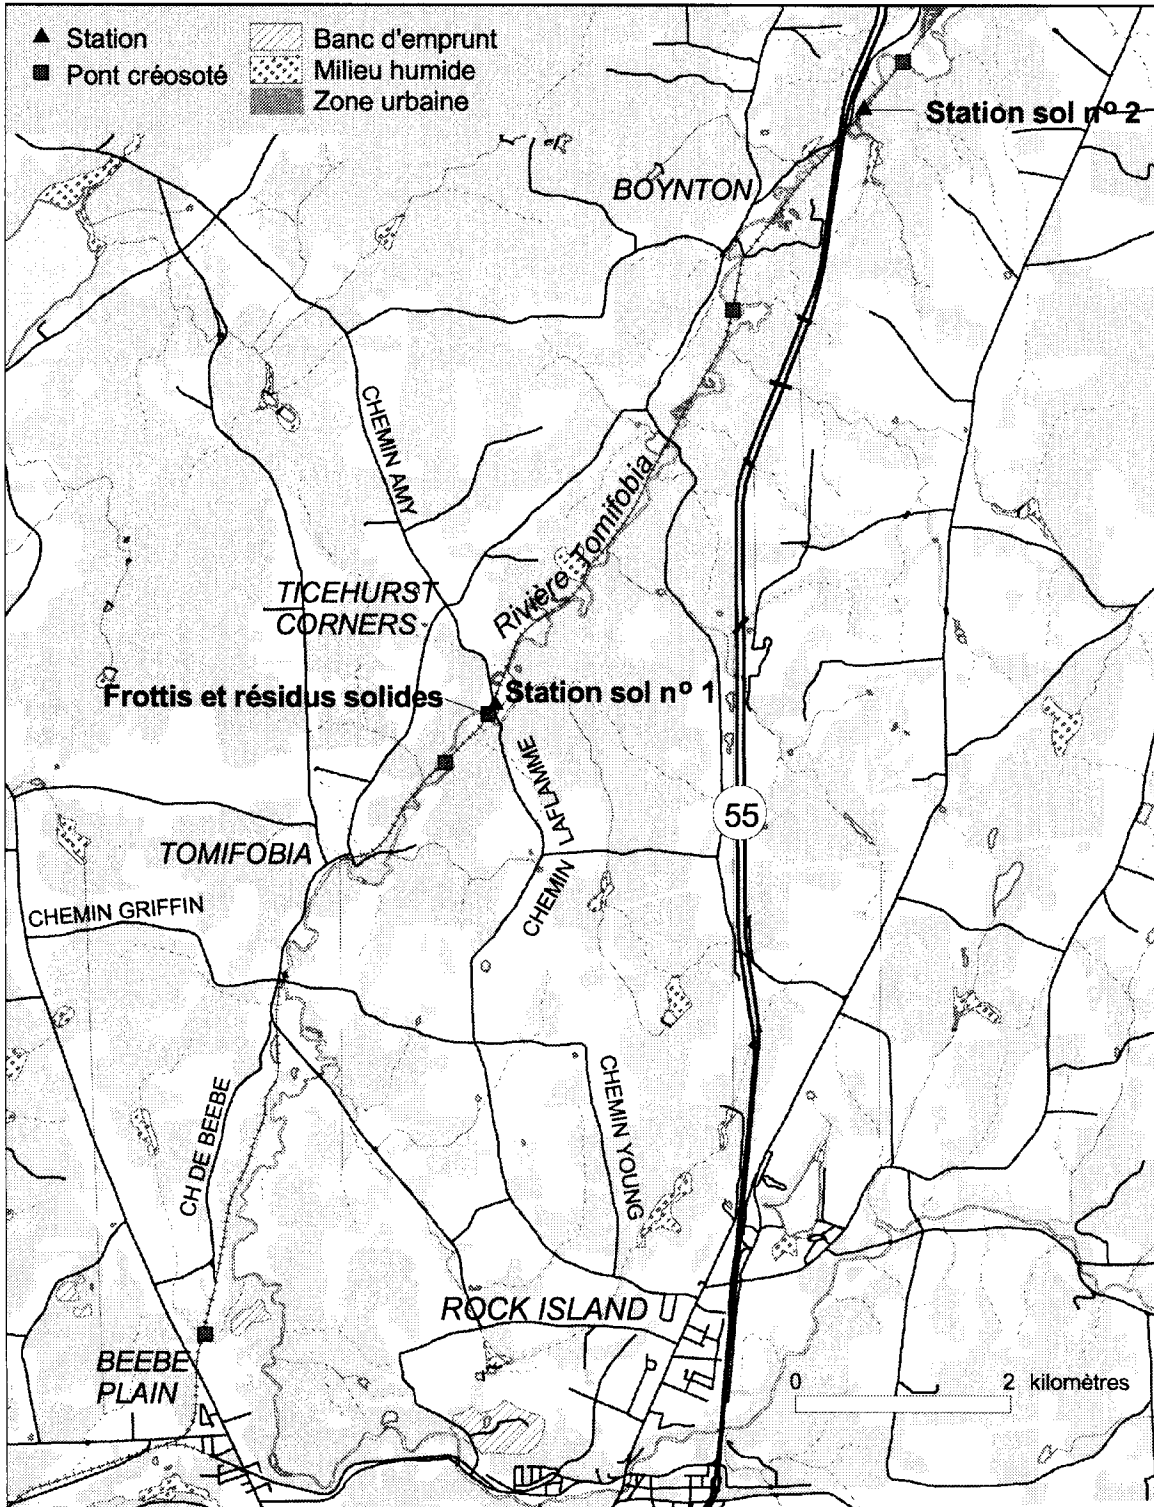 Station
Pont créosoté
Banc d'emprunt
Milieu humide
Zone urbaine
Station sol nº 2
BOYNTON
CHEMIN AMY
Rivière Tomifobia
TICEHURST
CORNERS
Frottis et résidus solides
Station sol nº 1
CHEMIN LAFLAMME
55
TOMIFOBIA
CHEMIN GRIFFIN
CHEMIN YOUNG
CH DE BEEBE
ROCK ISLAND
BEEBE
PLAIN
0 2 kilomètres